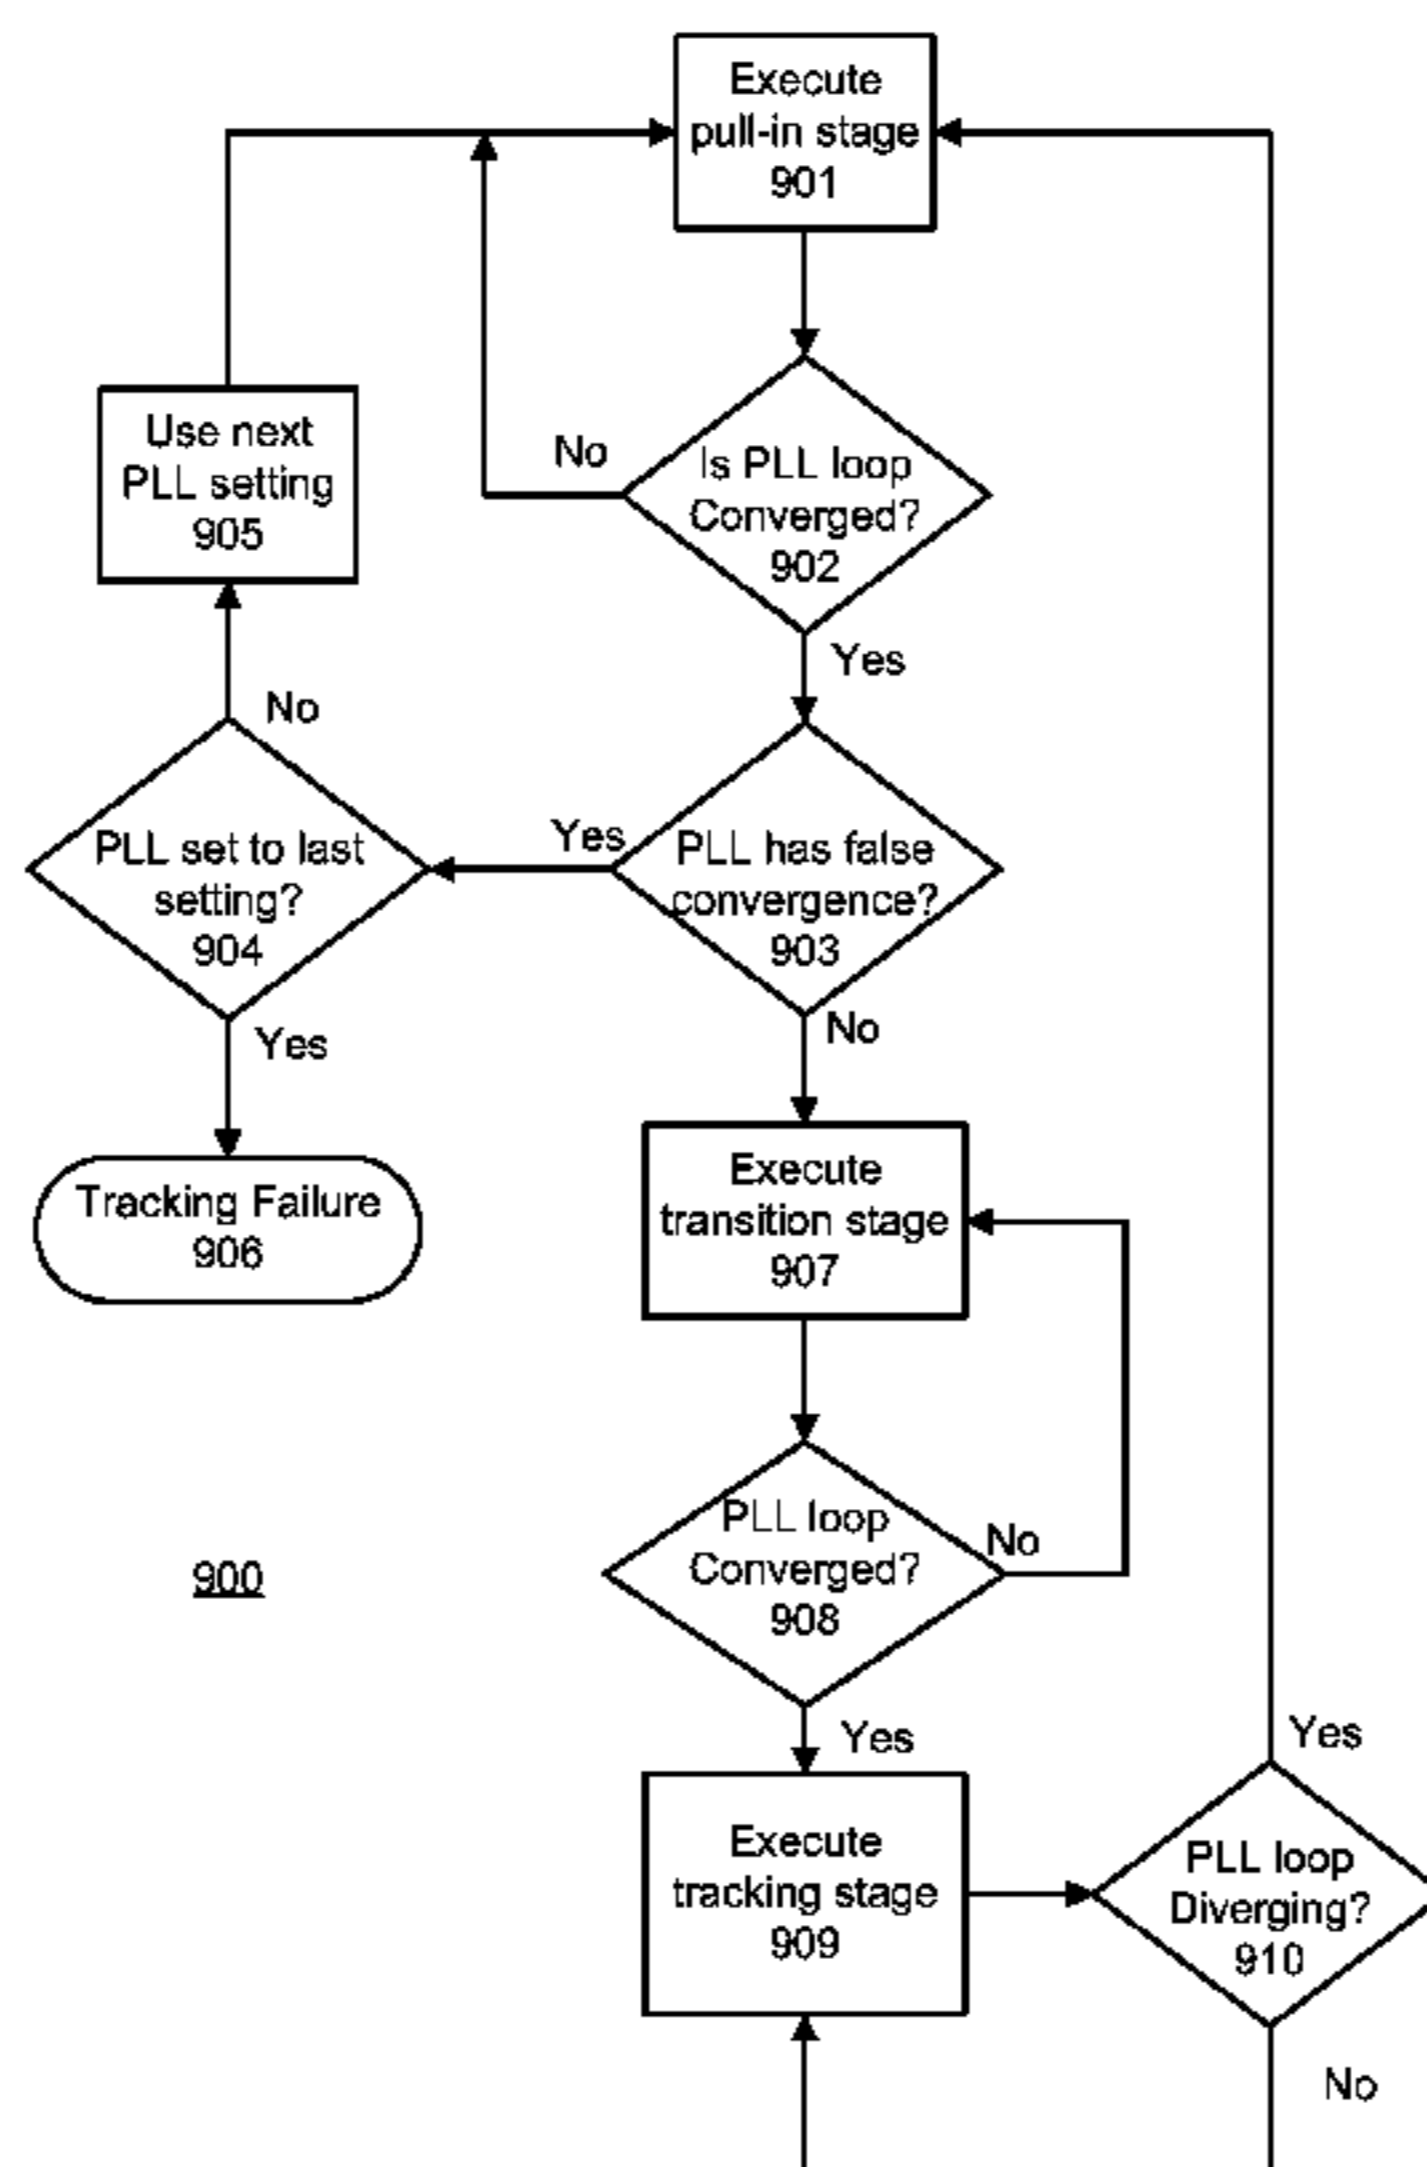 Execute
pull-in stage
901
Use next
PLL setting
905
No
Is PLL loop
Converged?
902
Yes
No
PLL set to last
setting?
904
Yes
PLL has false
convergence?
903
Yes
No
Tracking Failure
906
Execute
transition stage
907
PLL loop
Converged?
908
No
900
Yes
Execute
tracking stage
909
Yes
PLL loop
Diverging?
910
No